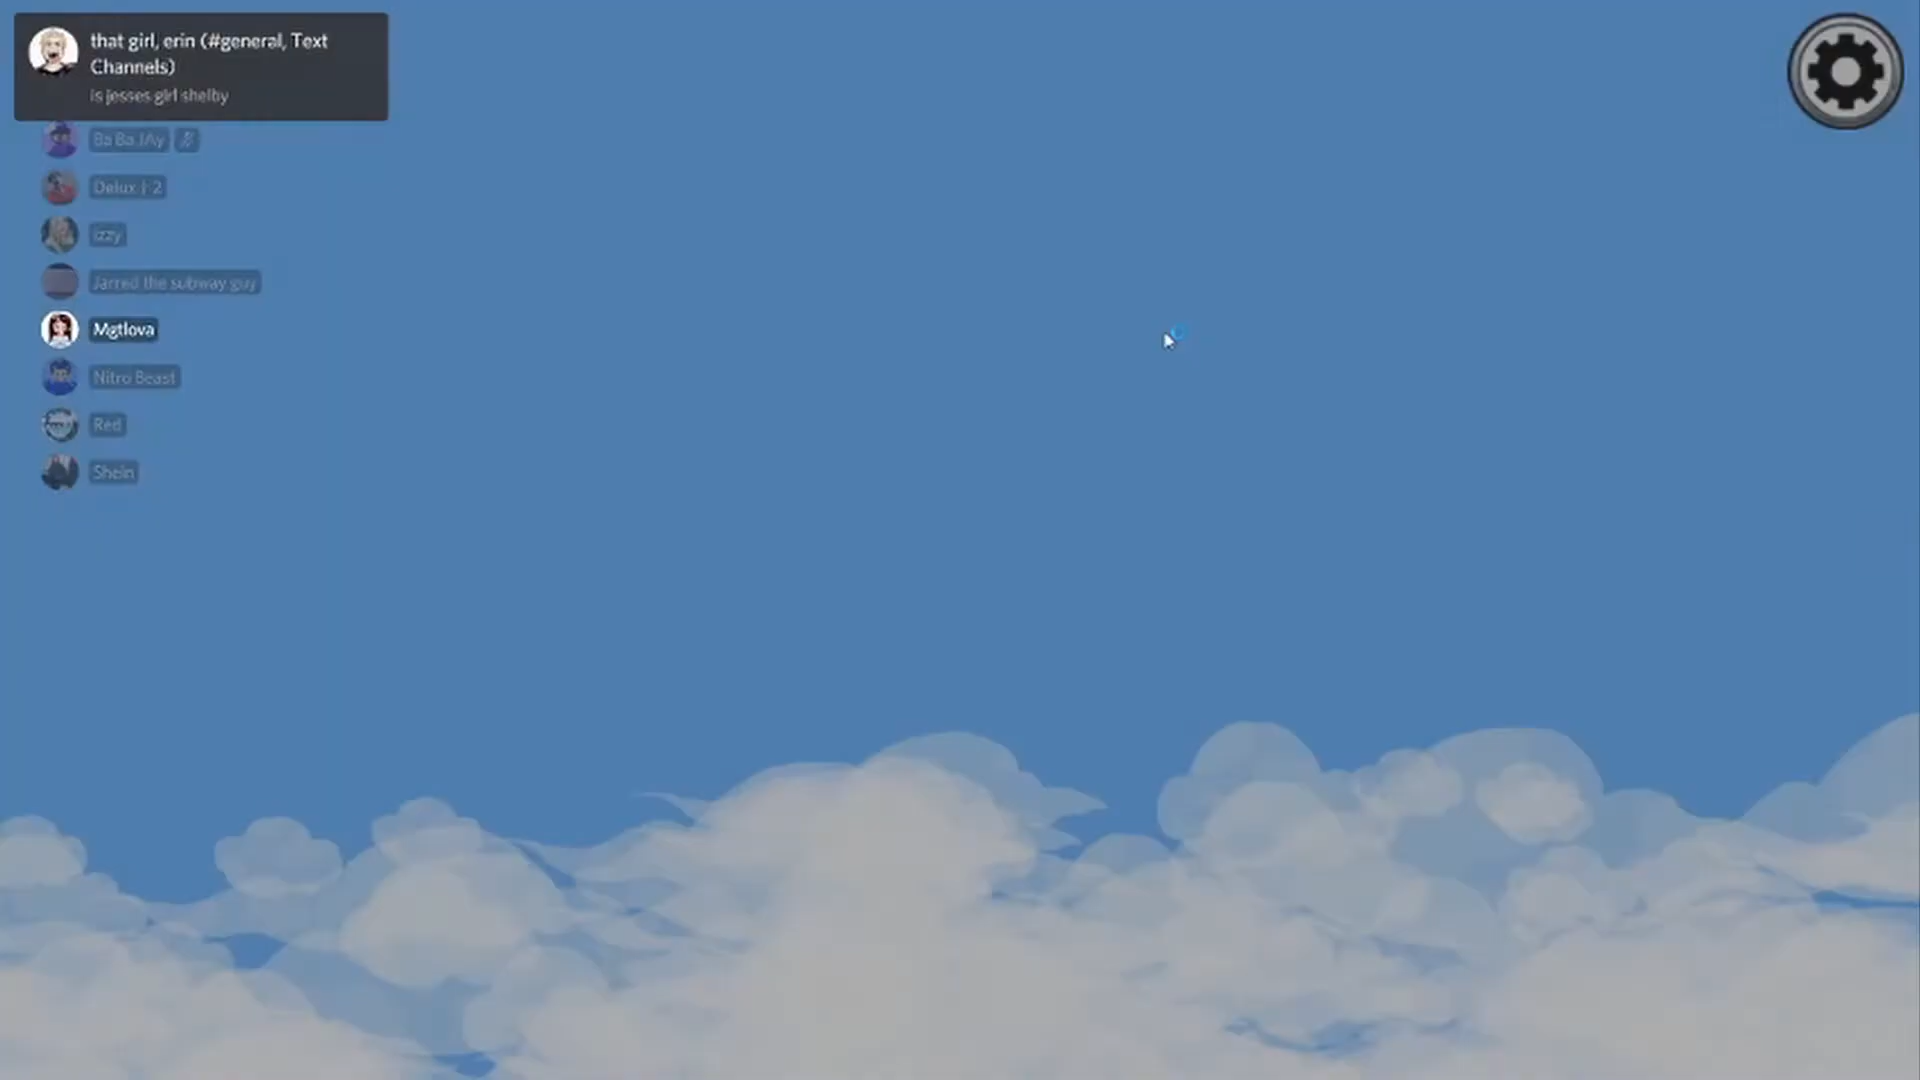 that girl, erin (#general, Text
Channels)
is jesses girl shelby
Ba Ba JAy
Delux | 2
izzy
Jarred the subway guy
Mgtlova
Nitro Beast
Red
Shein